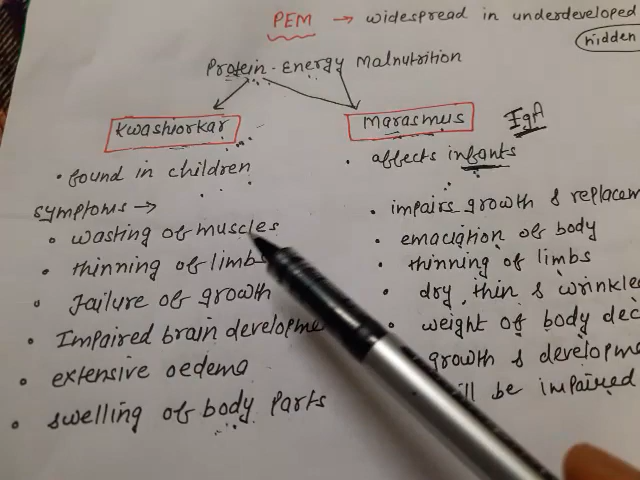 PEM → widespread in underdeveloped
hidden
Protein-Energy Malnutrition
Kwashiorkar
Marasmus
IgA
• found in children
• affects infants
symptoms →
• wasting of muscles
• thinning of limbs
• Failure of growth
• Impaired brain developme
• extensive oedema
• swelling of body parts
• impairs growth & replacem
• emaciation of body
• thinning of limbs
• dry, thin & wrinkle
• weight of body dec
growth & developme
ill be impaired